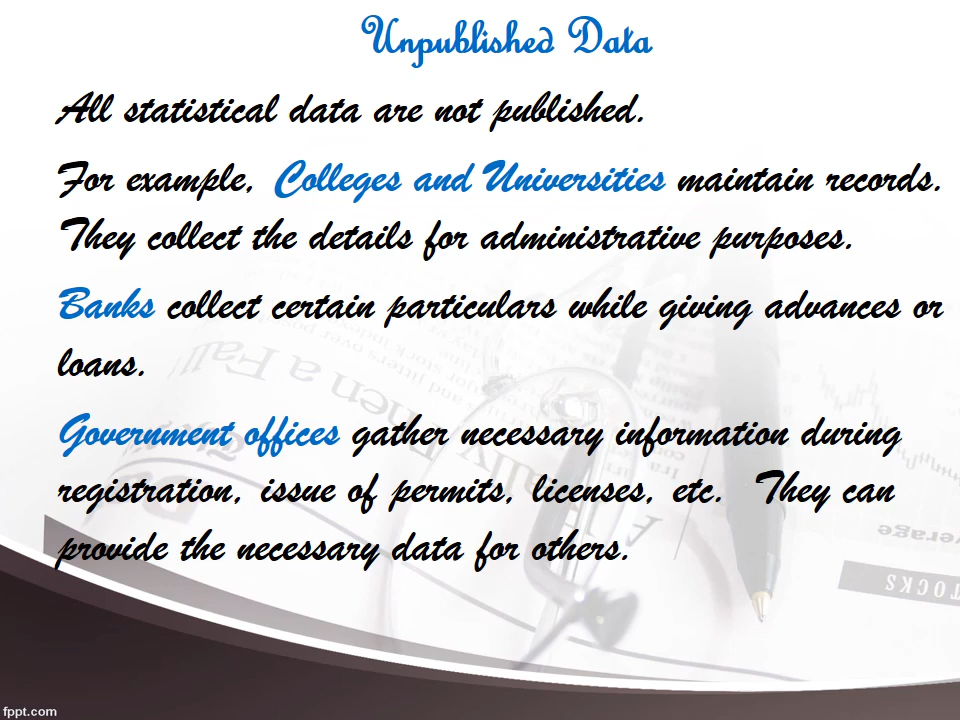 Unpublished Data
All statistical data are not published.
For example, Colleges and Universities maintain records.
They collect the details for administrative purposes.
Banks collect certain particulars while giving advances or
loans.
Government offices gather necessary information during
registration, issue of permits, licenses, etc. They can
provide the necessary data for others.
STOCKS
fppt.com